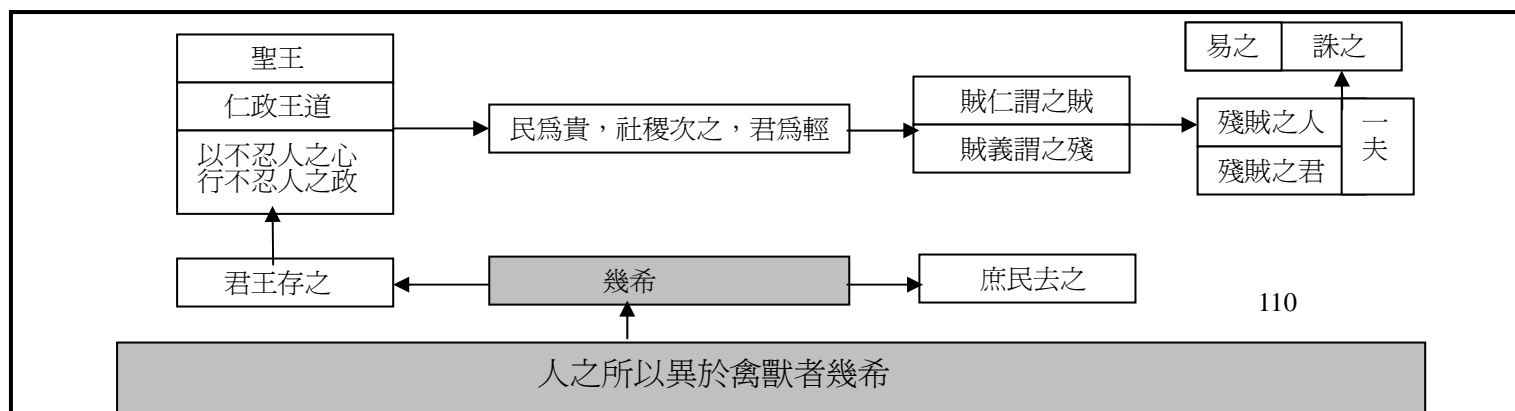 易之
誅之
聖王
仁政王道
以不忍人之心
行不忍人之政
民為貴，社稷次之，君為輕
賊仁謂之賊
賊義謂之殘
殘賊之人
殘賊之君
一
夫
君王存之
幾希
庶民去之
110
人之所以異於禽獸者幾希